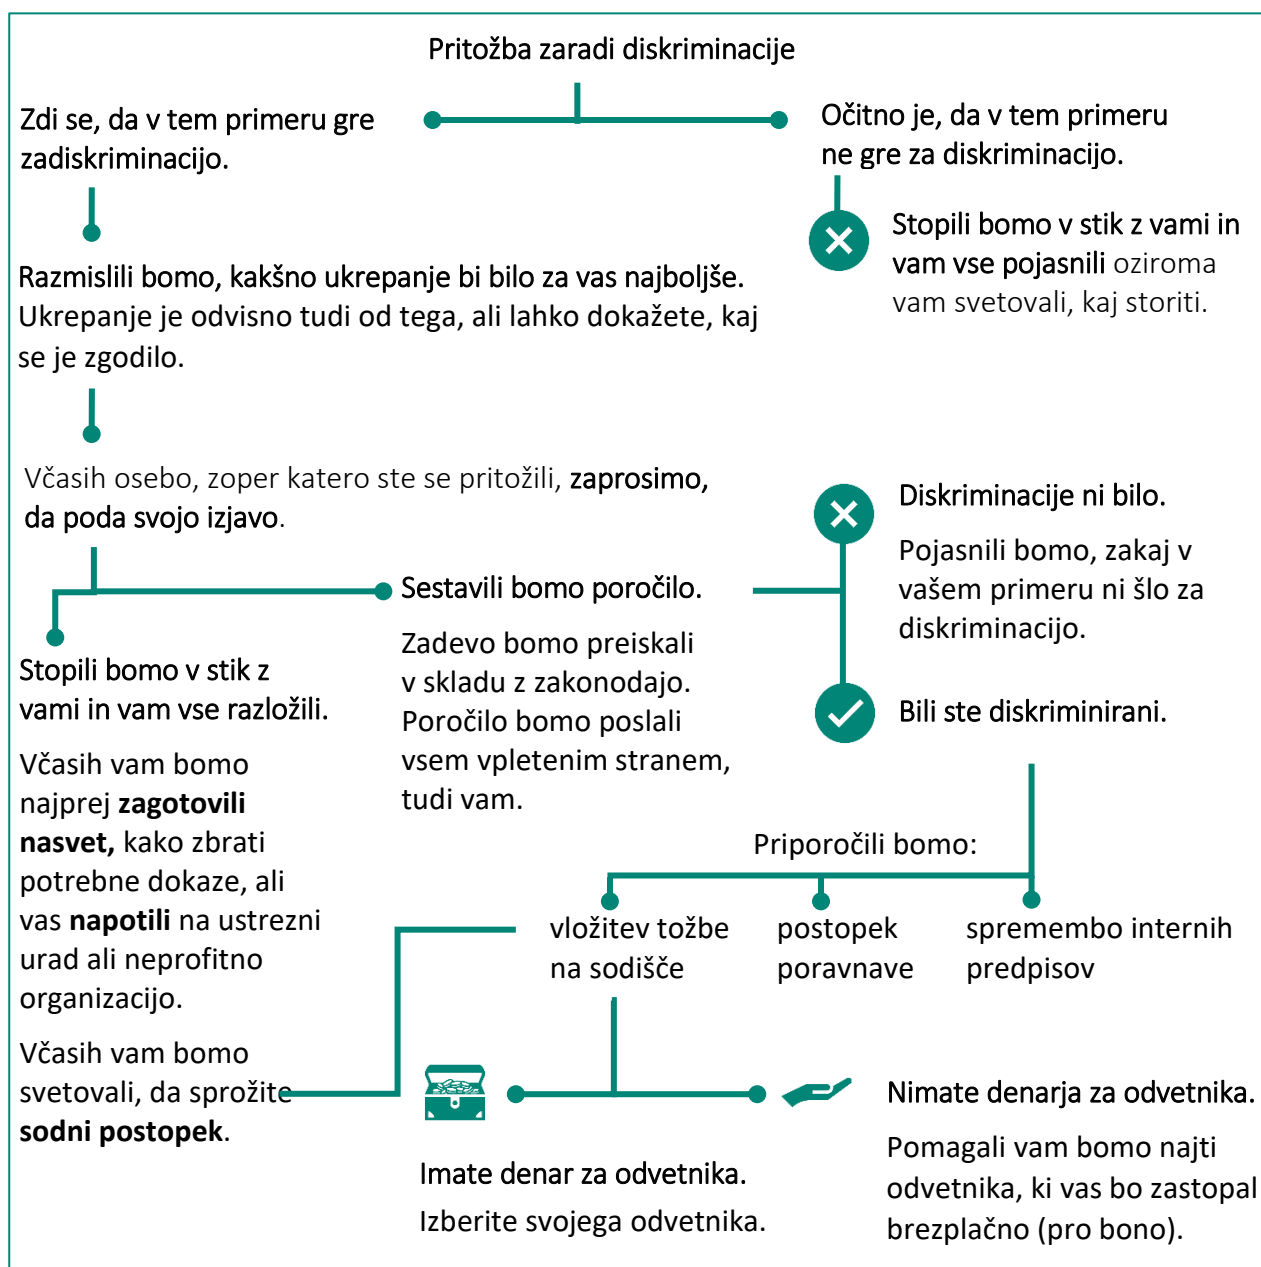 Pritožba zaradi diskriminacije
Zdi se, da v tem primeru gre
zadiskriminacijo.
Očitno je, da v tem primeru
ne gre za diskriminacijo.
Stopili bomo v stik z vami in
vam vse pojasnili oziroma
vam svetovali, kaj storiti.
Razmislili bomo, kakšno ukrepanje bi bilo za vas najboljše.
Ukrepanje je odvisno tudi od tega, ali lahko dokažete, kaj
se je zgodilo.
Včasih osebo, zoper katero ste se pritožili, zaprosimo,
da poda svojo izjavo.
Diskriminacije ni bilo.
Pojasnili bomo, zakaj v
vašem primeru ni šlo za
diskriminacijo.
Sestavili bomo poročilo.
Zadevo bomo preiskali
v skladu z zakonodajo.
Poročilo bomo poslali
vsem vpletenim stranem,
tudi vam.
Bili ste diskriminirani.
Stopili bomo v stik z
vami in vam vse razložili.
Včasih vam bomo
najprej zagotovili
nasvet, kako zbrati
potrebne dokaze, ali
vas napotili na ustrezni
urad ali neprofitno
organizacijo.
Včasih vam bomo
svetovali, da sprožite
sodni postopek.
Priporočili bomo:
vložitev tožbe
na sodišče
postopek
poravnave
spremembo internih
predpisov
Imate denar za odvetnika.
Izberite svojega odvetnika.
Nimate denarja za odvetnika.
Pomagali vam bomo najti
odvetnika, ki vas bo zastopal
brezplačno (pro bono).